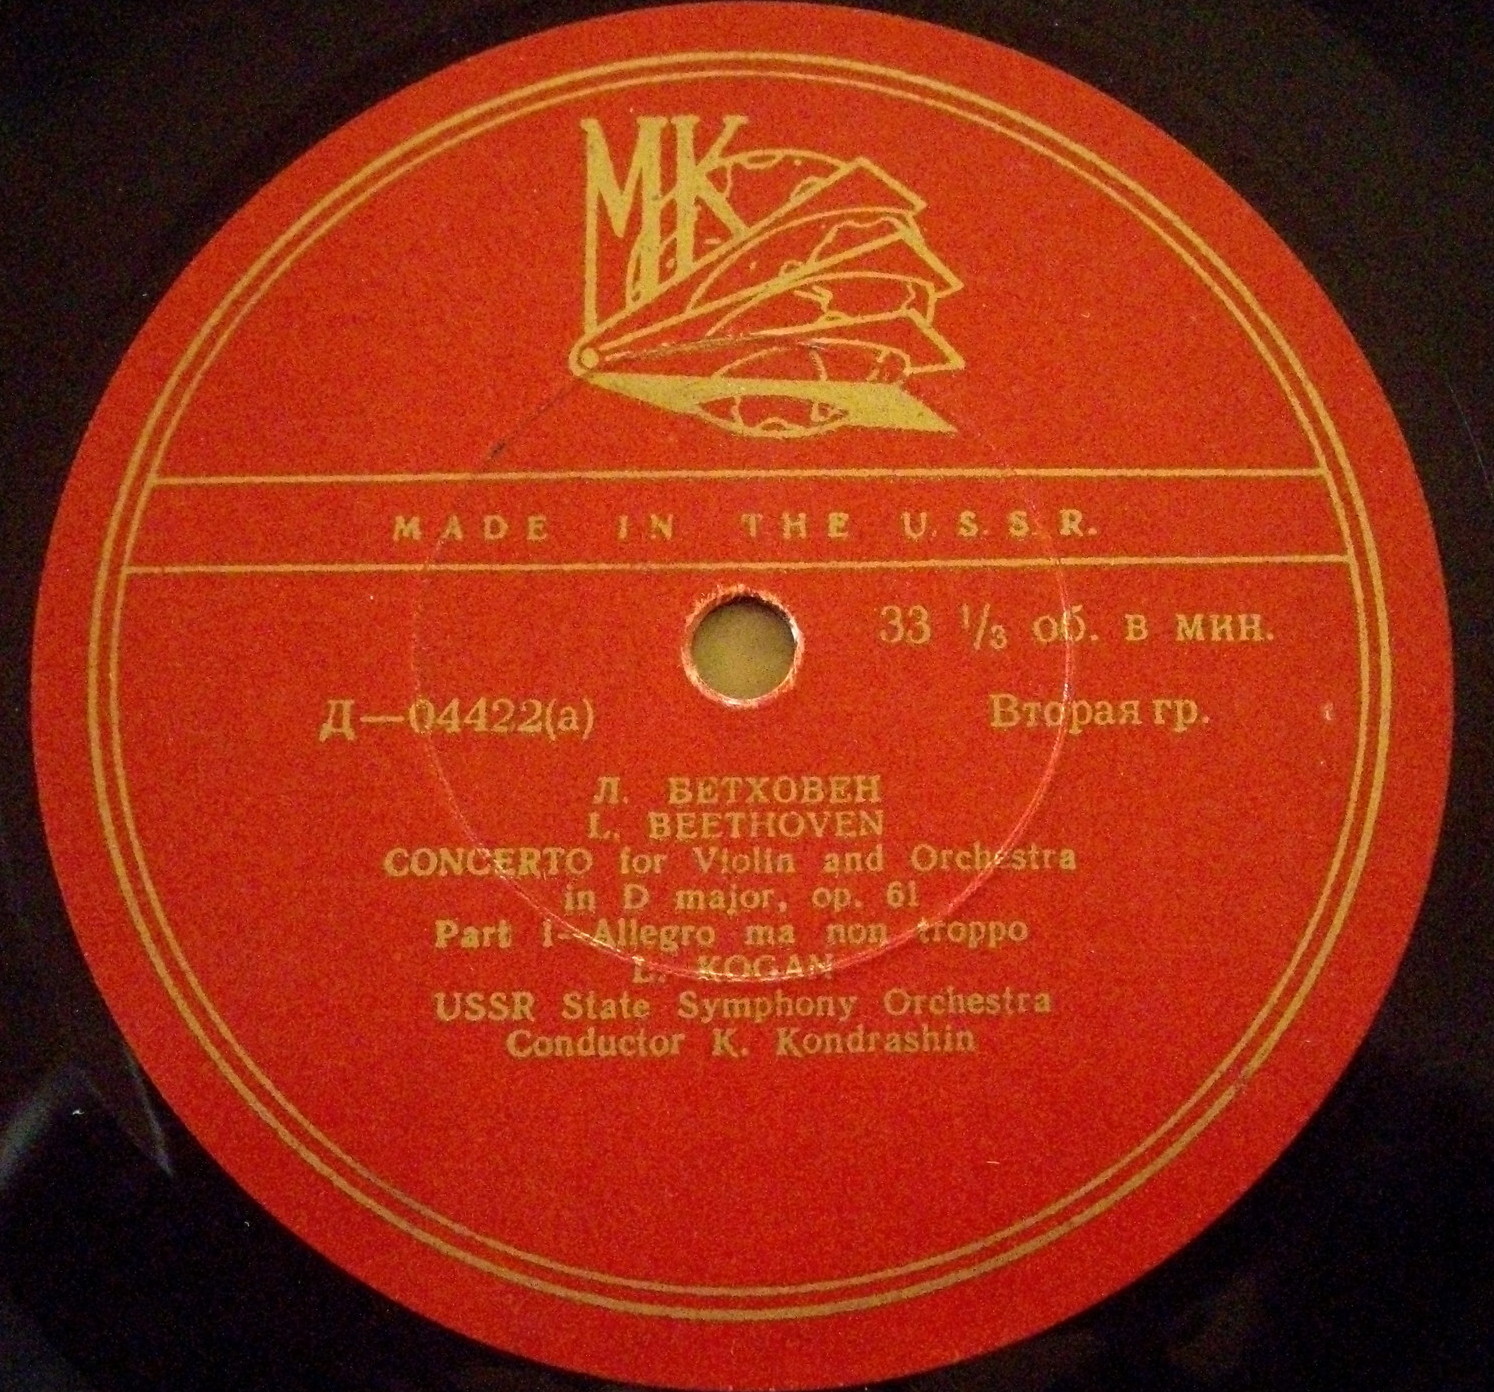 МК
MADE IN THE U.S.S.R.
33 1/3 об. в мин.
Д—04422(а) Вторая гр.
Л. БЕТХОВЕН
L. BEETHOVEN
CONCERTO for Violin and Orchestra
in D major, op. 61
Part I—Allegro ma non troppo
L. KOGAN
USSR State Symphony Orchestra
Conductor K. Kondrashin